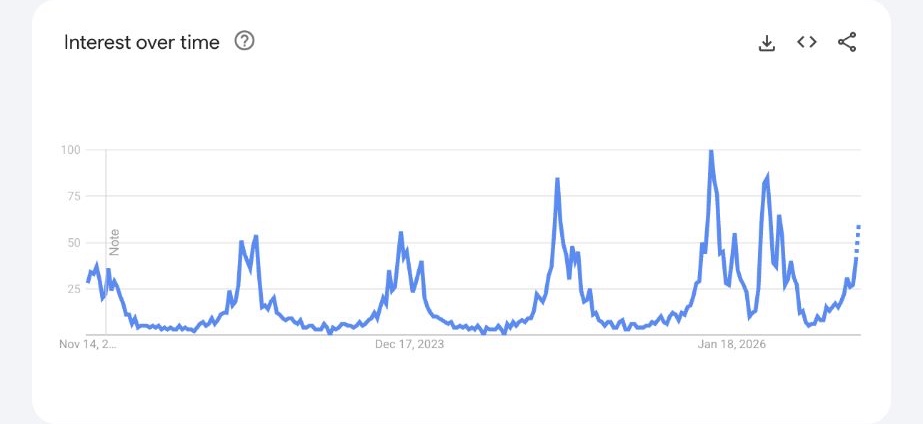 Interest over time
100
75
50
25
Note
Nov 14, 2...
Dec 17, 2023
Jan 18, 2026